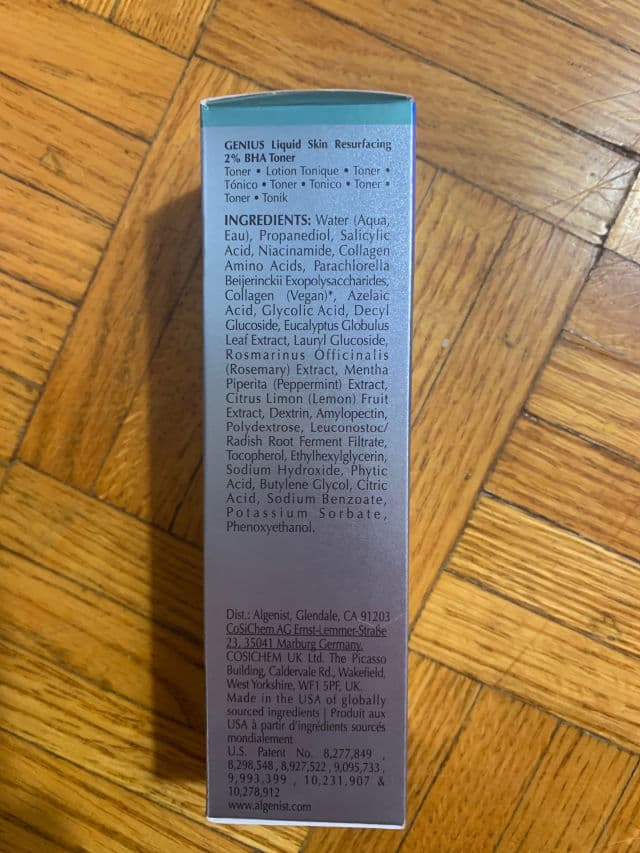 GENIUS Liquid Skin Resurfacing
2% BHA Toner
Toner • Lotion Tonique • Toner •
Tónico • Toner • Tonico • Toner •
Toner • Tonik
INGREDIENTS: Water (Aqua,
Eau), Propanediol, Salicylic
Acid, Niacinamide, Collagen
Amino Acids, Parachlorella
Beijerinckii Exopolysaccharides,
Collagen (Vegan)*, Azelaic
Acid, Glycolic Acid, Decyl
Glucoside, Eucalyptus Globulus
Leaf Extract, Lauryl Glucoside,
Rosmarinus Officinalis
(Rosemary) Extract, Mentha
Piperita (Peppermint) Extract,
Citrus Limon (Lemon) Fruit
Extract, Dextrin, Amylopectin,
Polydextrose, Leuconostoc/
Radish Root Ferment Filtrate,
Tocopherol, Ethylhexylglycerin,
Sodium Hydroxide, Phytic
Acid, Butylene Glycol, Citric
Acid, Sodium Benzoate,
Potassium Sorbate,
Phenoxyethanol.
Dist.: Algenist, Glendale, CA 91203
CoSiChem AG Ernst-Lemmer-Straße
23, 35041 Marburg Germany.
COSICHEM UK Ltd. The Picasso
Building, Caldervale Rd., Wakefield,
West Yorkshire, WF1 5PF, UK.
Made in the USA of globally
sourced ingredients | Produit aux
USA à partir d'ingrédients sourcés
mondialement
U.S. Patent No. 8,277,849 ,
8,298,548 , 8,927,522 , 9,095,733 ,
9,993,399 , 10,231,907 &
10,278,912
www.algenist.com